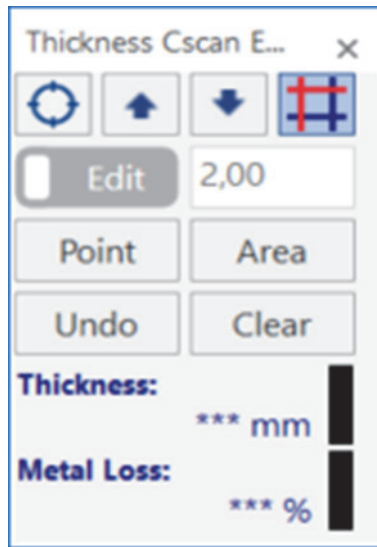 Thickness Cscan E...
Edit 2,00
Point Area
Undo Clear
Thickness:
*** mm
Metal Loss:
*** %